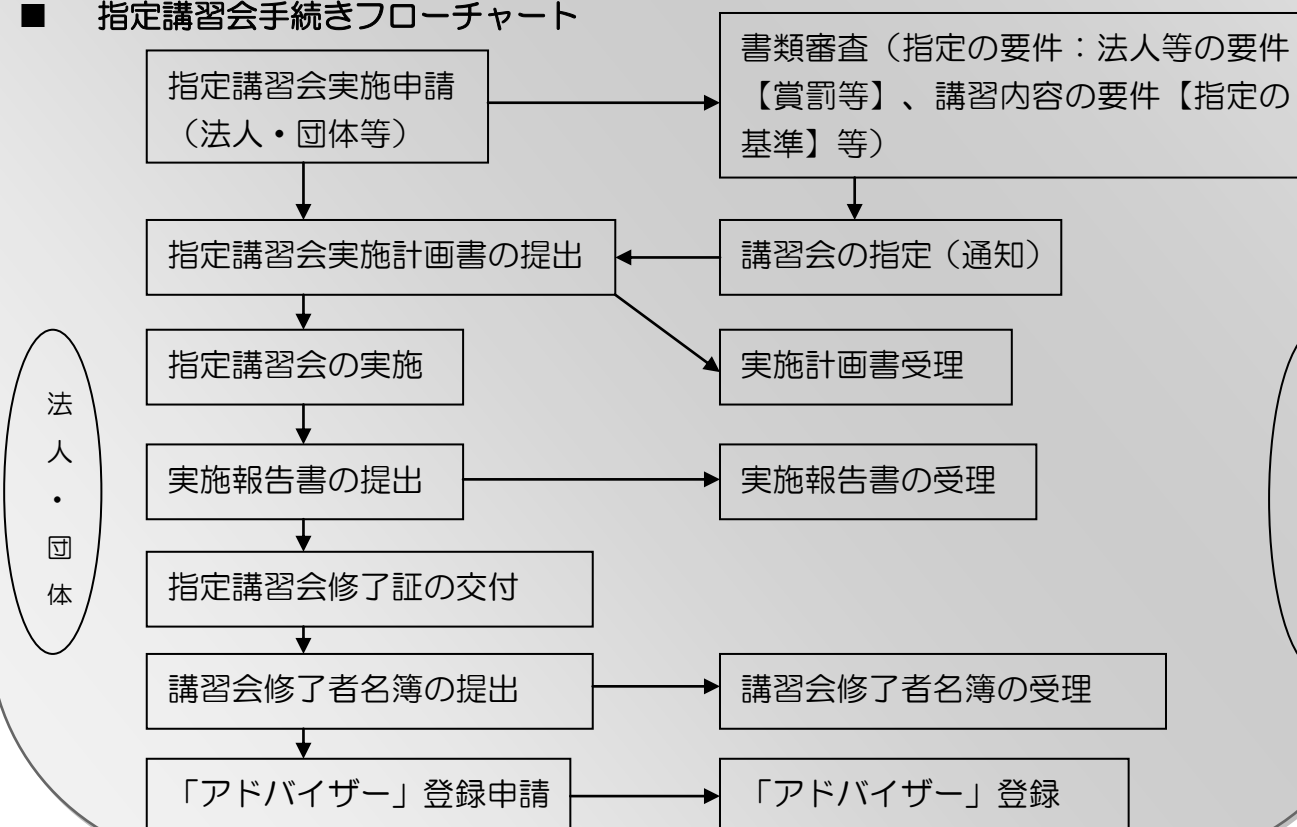 ■ 指定講習会手続きフローチャート
指定講習会実施申請
（法人・団体等）
書類審査（指定の要件：法人等の要件
【賞罰等】、講習内容の要件【指定の
基準】等）
指定講習会実施計画書の提出
講習会の指定（通知）
指定講習会の実施
実施計画書受理
実施報告書の提出
実施報告書の受理
指定講習会修了証の交付
講習会修了者名簿の提出
講習会修了者名簿の受理
「アドバイザー」登録申請
「アドバイザー」登録
法人・団体